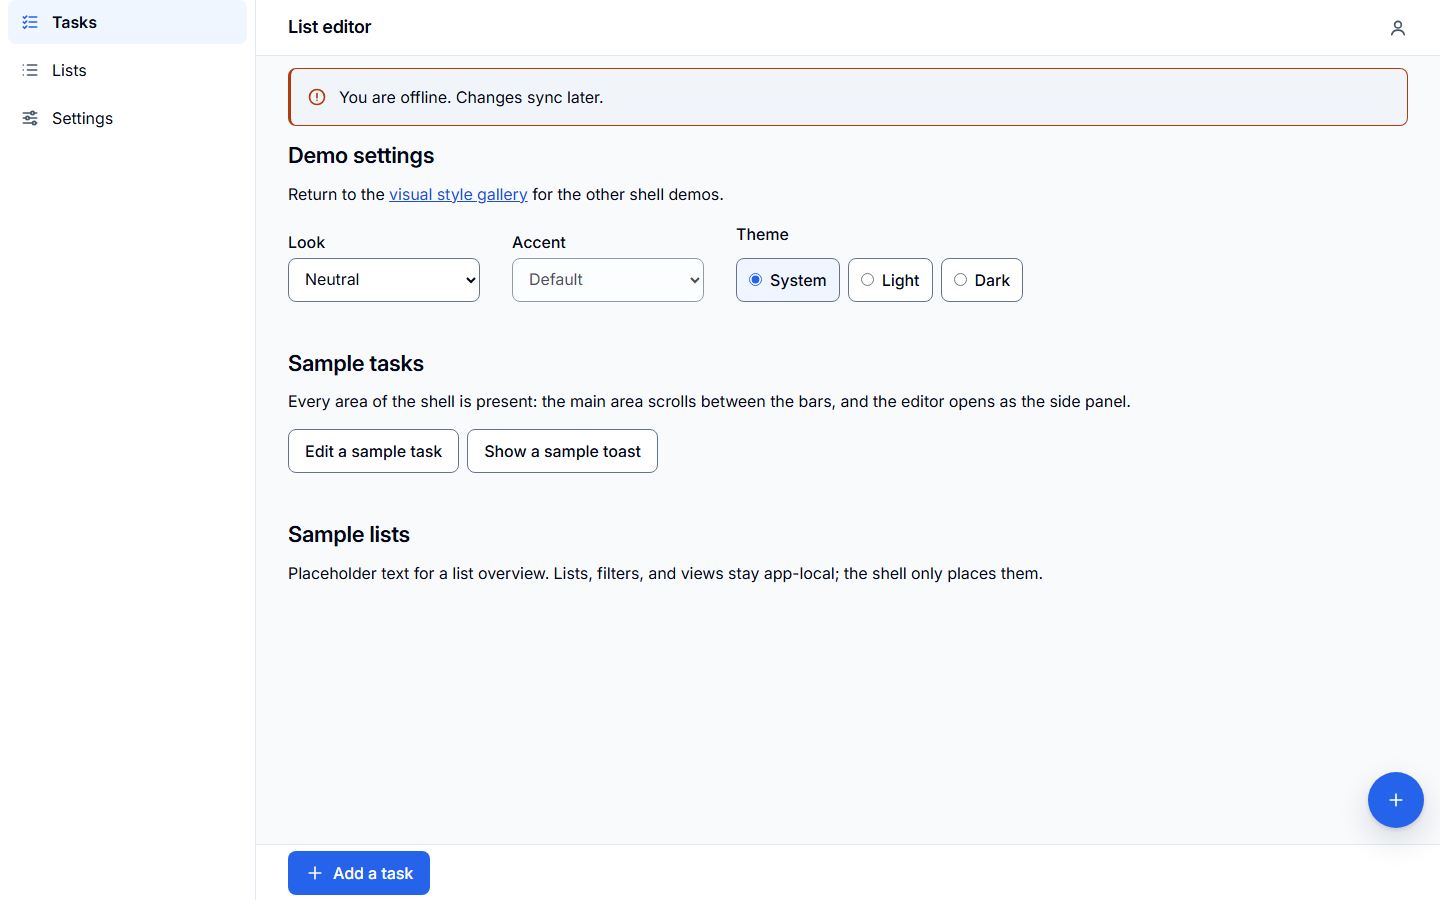 Tasks
Lists
Settings
List editor
You are offline. Changes sync later.
Demo settings
Return to the visual style gallery for the other shell demos.
Look
Neutral
Accent
Default
Theme
System
Light
Dark
Sample tasks
Every area of the shell is present: the main area scrolls between the bars, and the editor opens as the side panel.
Edit a sample task
Show a sample toast
Sample lists
Placeholder text for a list overview. Lists, filters, and views stay app-local; the shell only places them.
Add a task